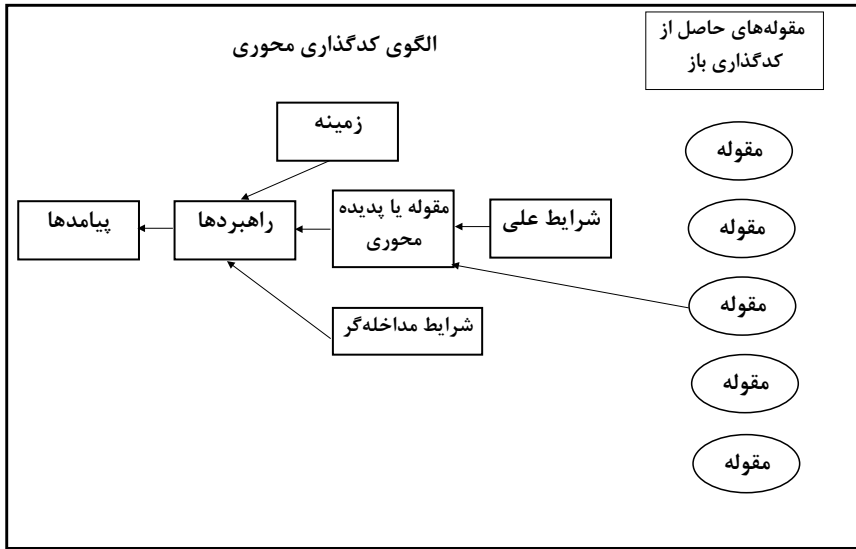 مقوله‌های حاصل از
کدگذاری باز
الگوی کدگذاری محوری
زمینه
مقوله
شرایط علی
مقوله یا پدیده
محوری
راهبردها
پیامدها
مقوله
مقوله
شرایط مداخله‌گر
مقوله
مقوله